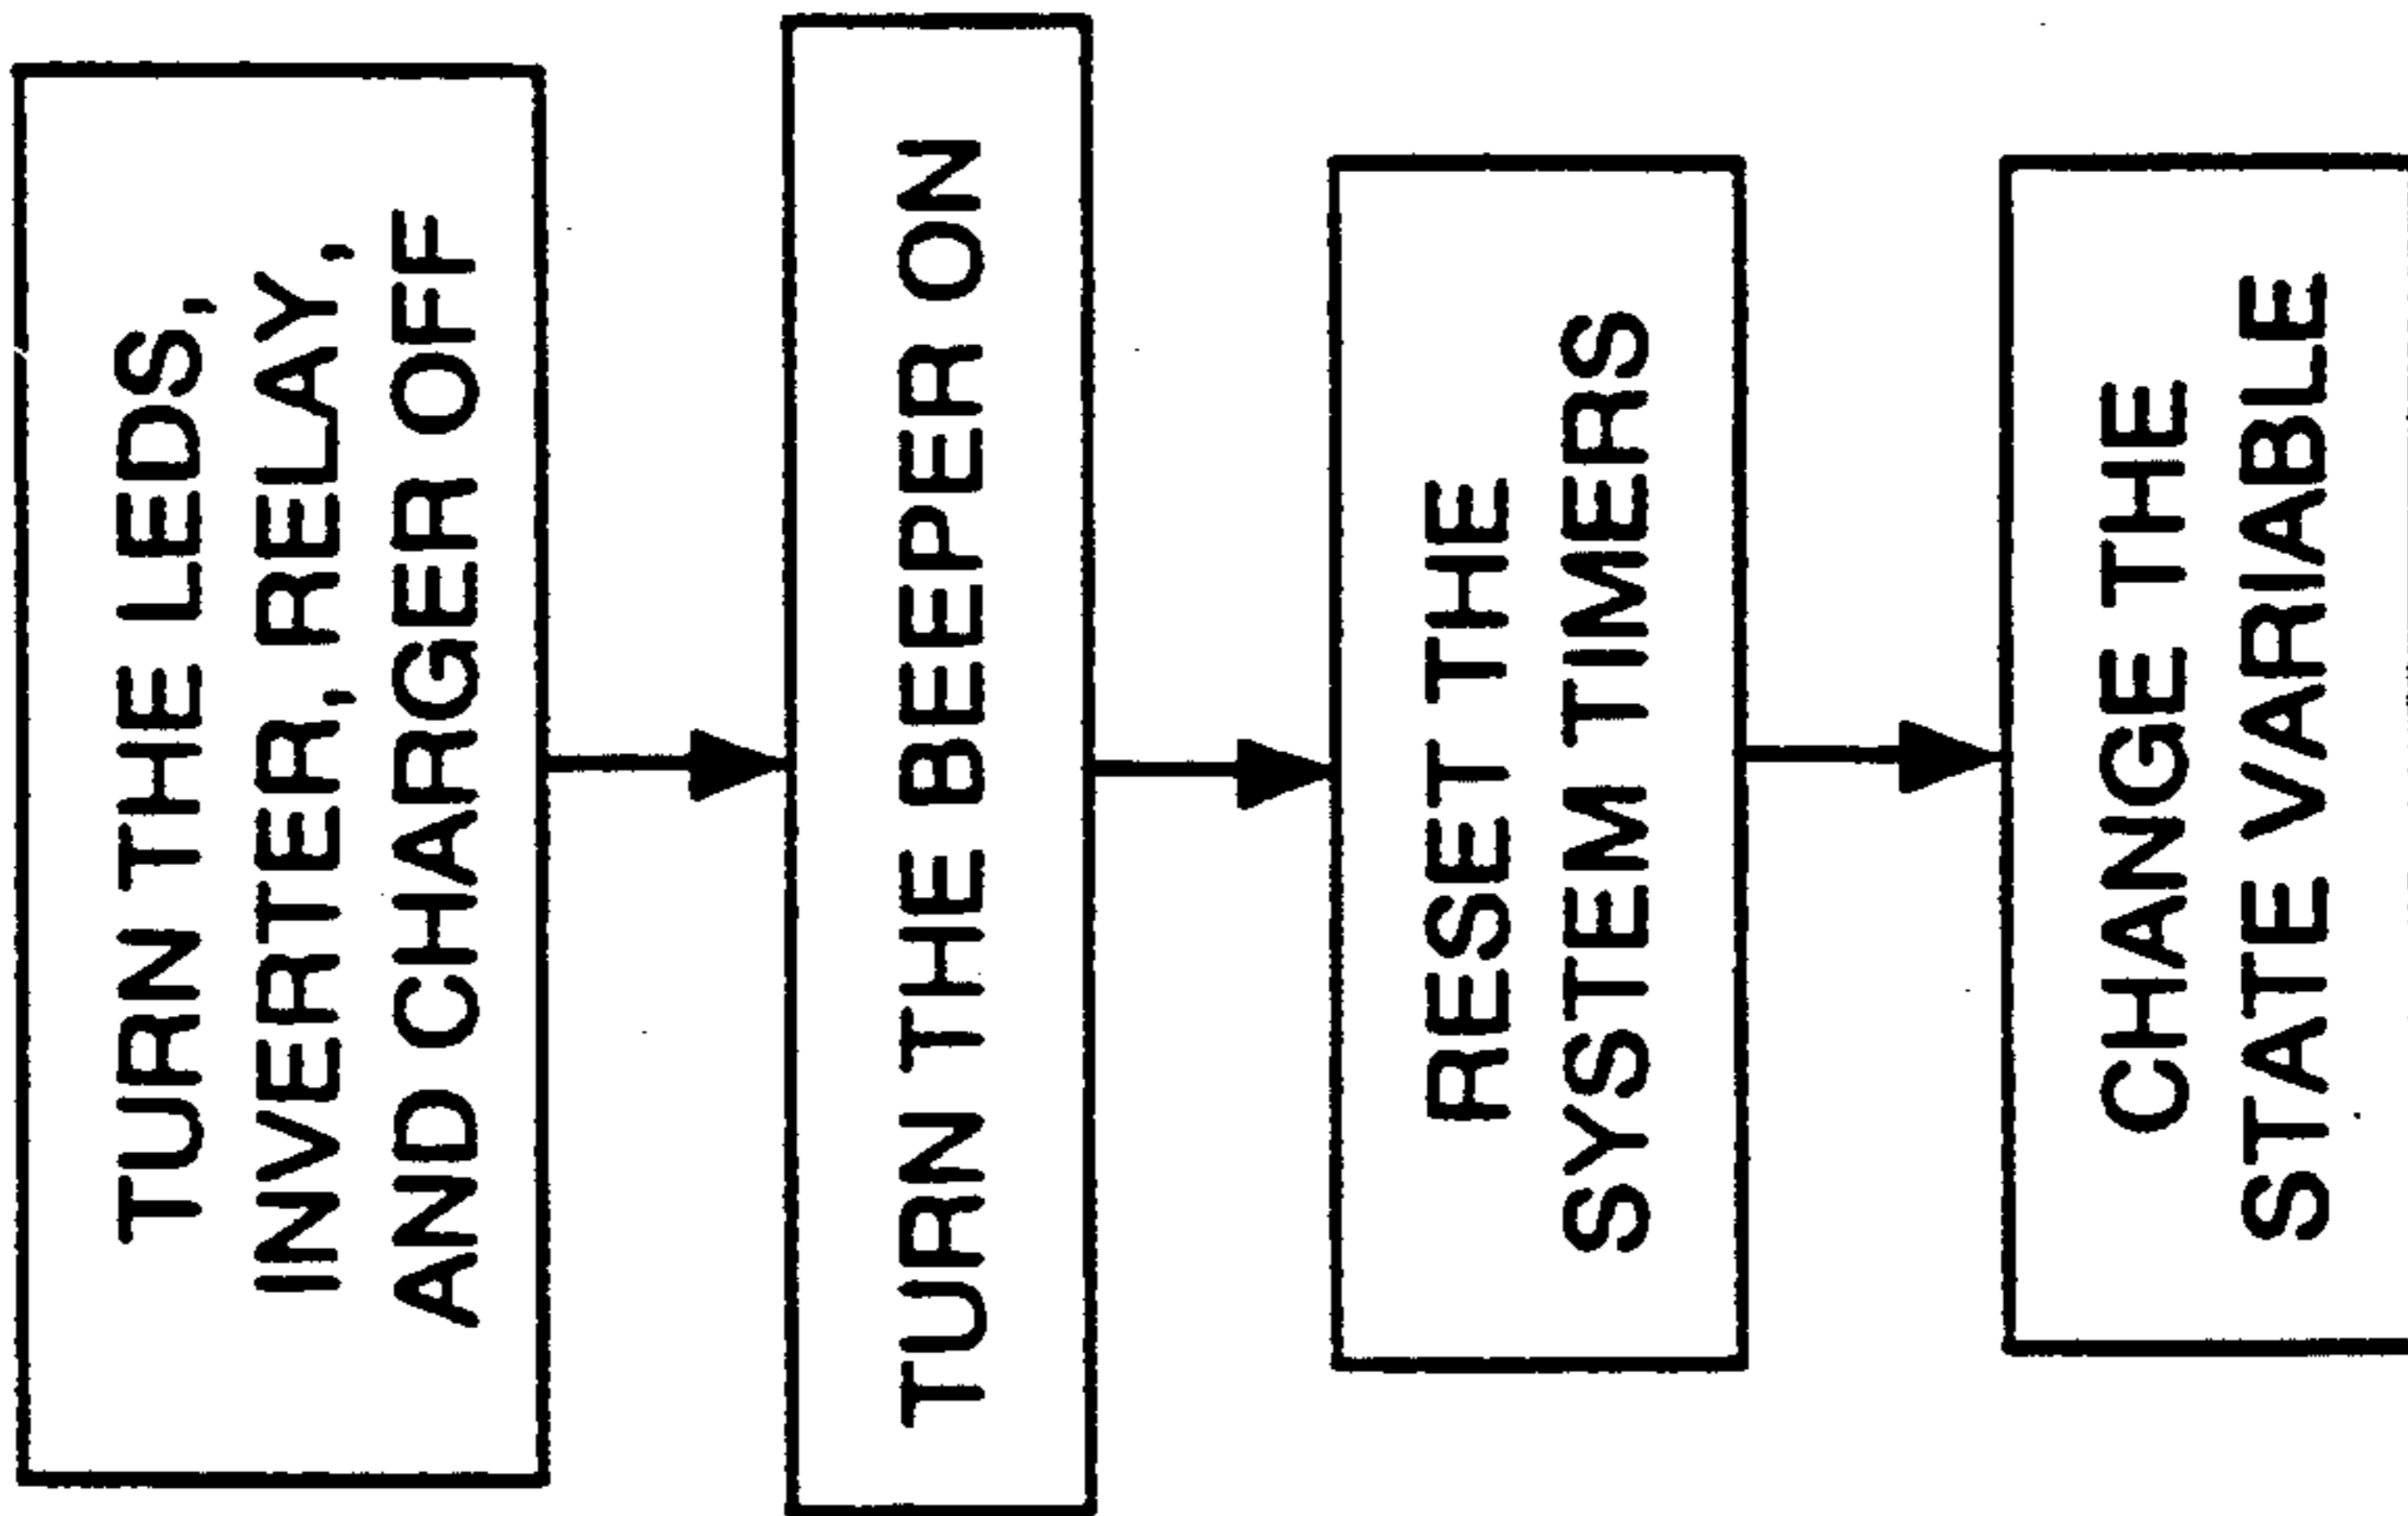 TURN THE LEDS,
INVERTER, RELAY,
AND CHARGER OFF
TURN THE BEEPER ON
RESET THE
SYSTEM TIMERS
CHANGE THE
STATE VARIABLE